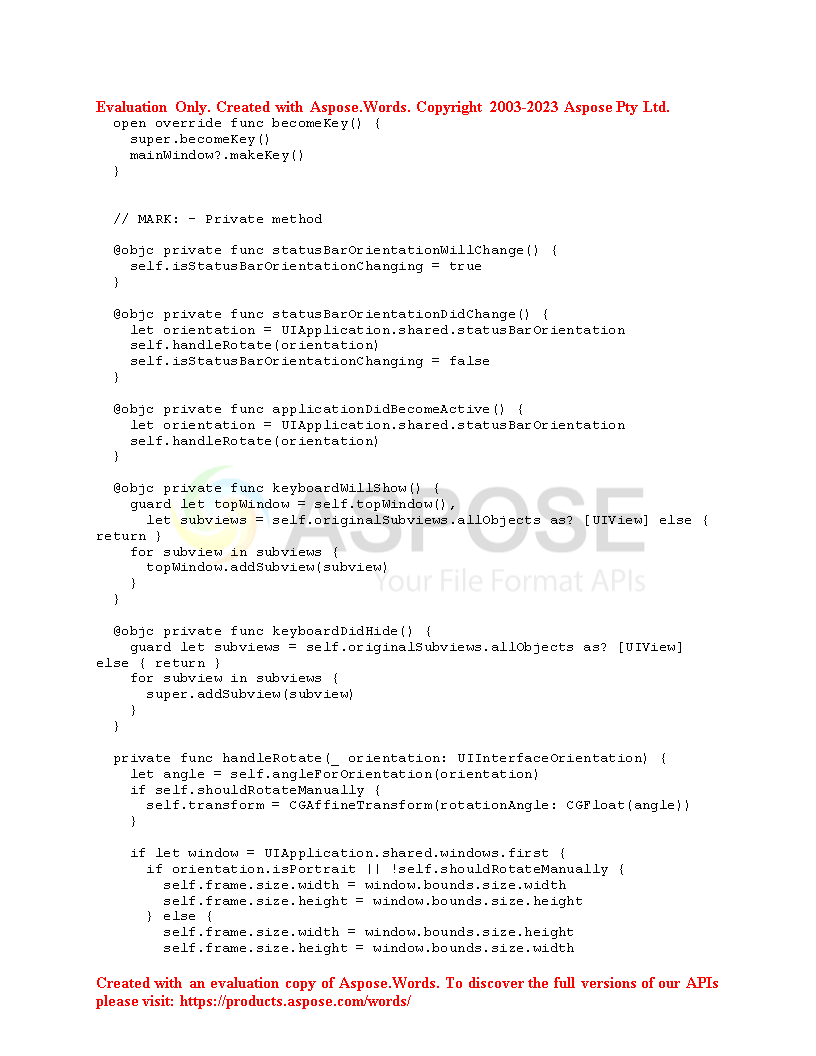 Evaluation Only. Created with Aspose.Words. Copyright 2003-2023 Aspose Pty Ltd.
  open override func becomeKey() {
    super.becomeKey()
    mainWindow?.makeKey()
  }


  // MARK: - Private method

  @objc private func statusBarOrientationWillChange() {
    self.isStatusBarOrientationChanging = true
  }

  @objc private func statusBarOrientationDidChange() {
    let orientation = UIApplication.shared.statusBarOrientation
    self.handleRotate(orientation)
    self.isStatusBarOrientationChanging = false
  }

  @objc private func applicationDidBecomeActive() {
    let orientation = UIApplication.shared.statusBarOrientation
    self.handleRotate(orientation)
  }

  @objc private func keyboardWillShow() {
    guard let topWindow = self.topWindow(),
      let subviews = self.originalSubviews.allObjects as? [UIView] else {
return }
    for subview in subviews {
      topWindow.addSubview(subview)
    }
  }

  @objc private func keyboardDidHide() {
    guard let subviews = self.originalSubviews.allObjects as? [UIView]
else { return }
    for subview in subviews {
      super.addSubview(subview)
    }
  }

  private func handleRotate(_ orientation: UIInterfaceOrientation) {
    let angle = self.angleForOrientation(orientation)
    if self.shouldRotateManually {
      self.transform = CGAffineTransform(rotationAngle: CGFloat(angle))
    }

    if let window = UIApplication.shared.windows.first {
      if orientation.isPortrait || !self.shouldRotateManually {
        self.frame.size.width = window.bounds.size.width
        self.frame.size.height = window.bounds.size.height
      } else {
        self.frame.size.width = window.bounds.size.height
        self.frame.size.height = window.bounds.size.width
ASPOSE
Your File Format APIs
Created with an evaluation copy of Aspose.Words. To discover the full versions of our APIs
please visit: https://products.aspose.com/words/